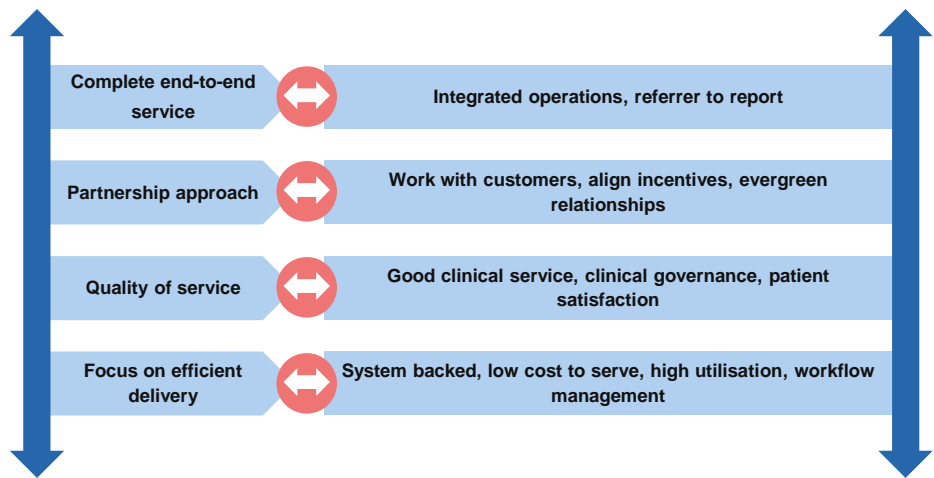 Complete end-to-end
service
Integrated operations, referrer to report
Partnership approach
Work with customers, align incentives, evergreen
relationships
Quality of service
Good clinical service, clinical governance, patient
satisfaction
Focus on efficient
delivery
System backed, low cost to serve, high utilisation, workflow
management